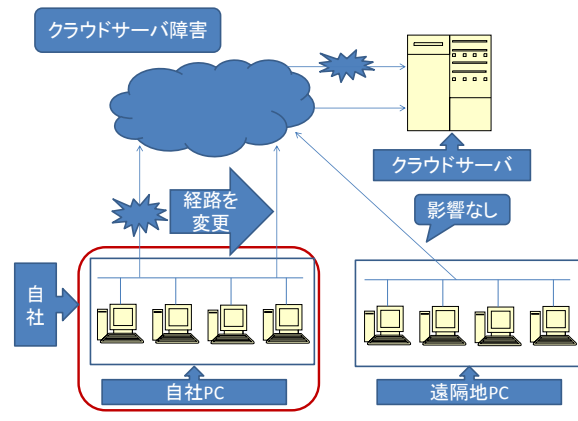 クラウドサーバ障害
クラウドサーバ
経路を
変更
影響なし
自
社
自社PC
遠隔地PC